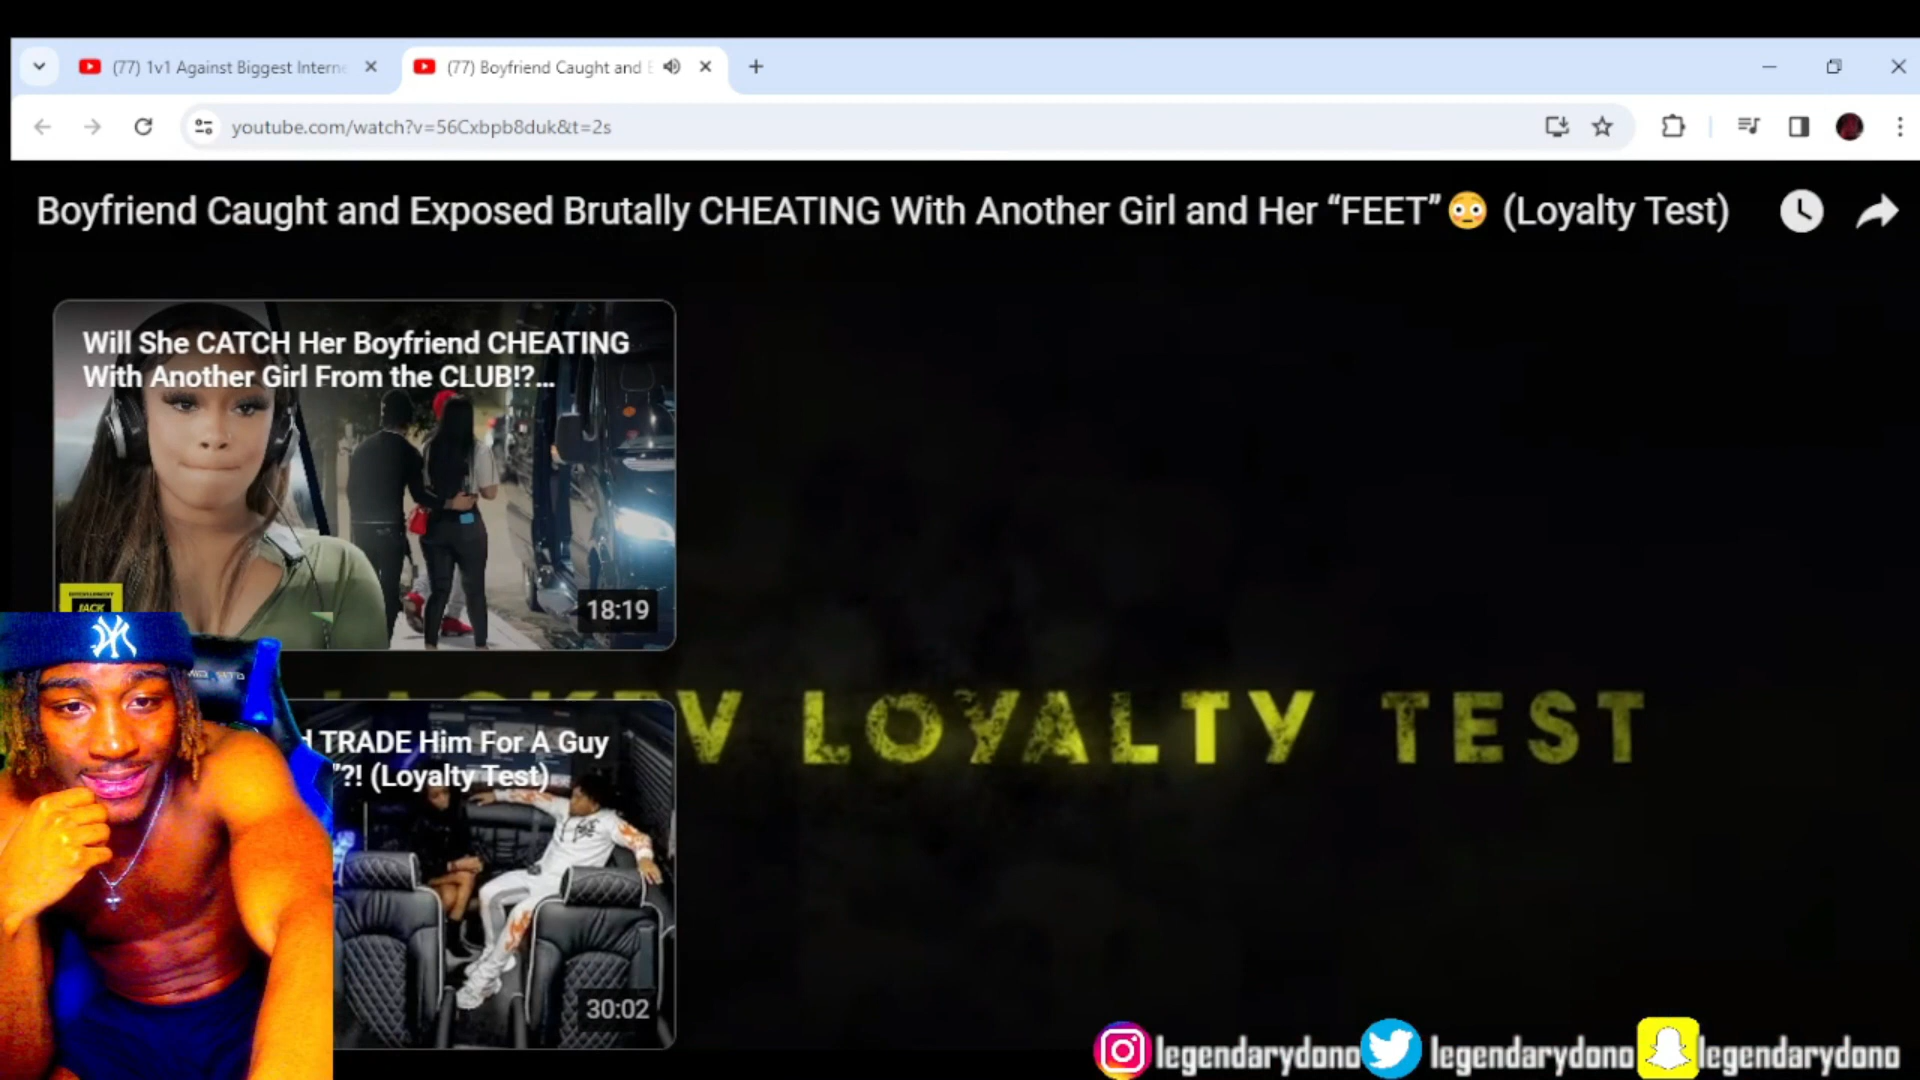 (77) 1v1 Against Biggest Interne
(77) Boyfriend Caught and E
youtube.com/watch?v=56Cxbpb8duk&t=2s
Boyfriend Caught and Exposed Brutally CHEATING With Another Girl and Her “FEET”😳 (Loyalty Test)
Will She CATCH Her Boyfriend CHEATING
With Another Girl From the CLUB!?...
JACK
18:19
V LOYALTY TEST
TRADE Him For A Guy
"?! (Loyalty Test)
30:02
legendarydono legendarydono legendarydono